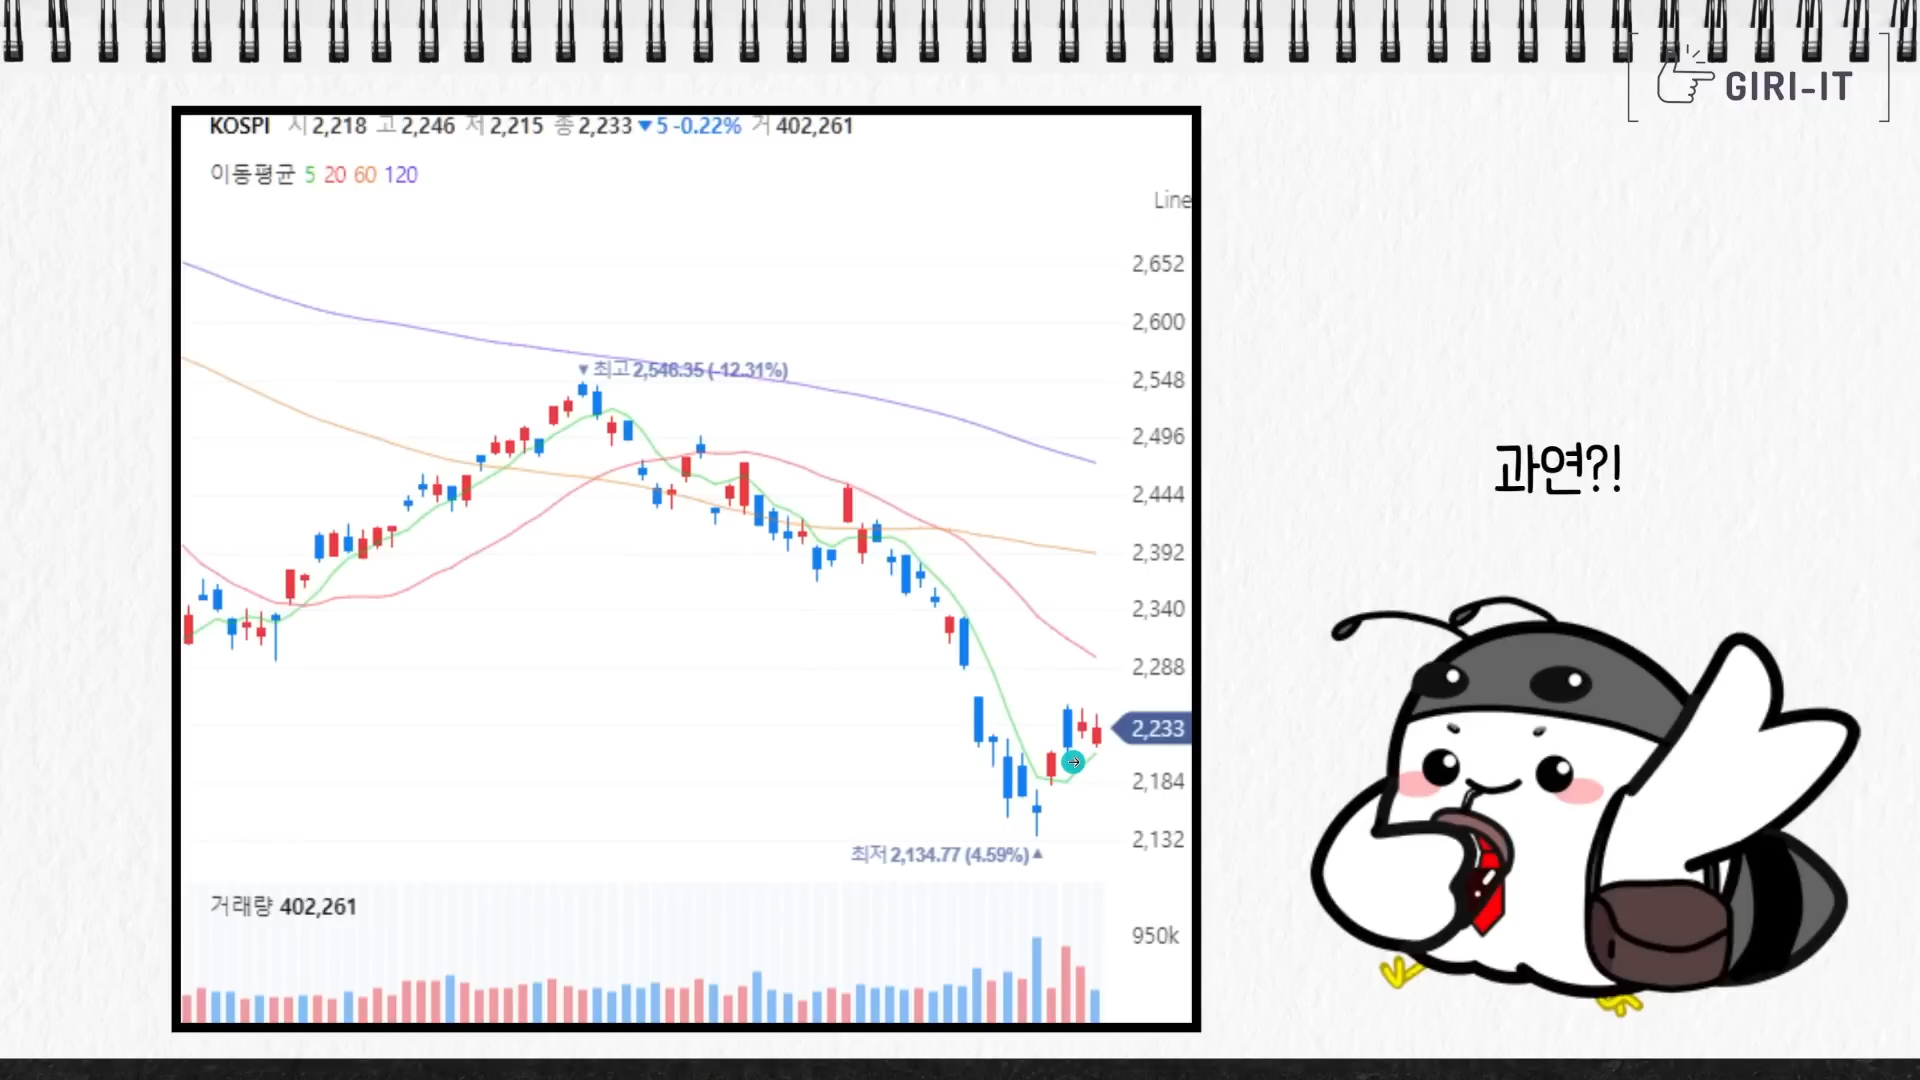 GIRI-IT
KOSPI 시 2,218 고 2,246 저 2,215 종 2,233 ▼5 -0.22% 거 402,261
이동평균 5 20 60 120
Line
2,652
2,600
▼최고 2,546.35 (-12.31%)
2,548
2,496
과연?!
2,444
2,392
2,340
2,288
2,233
2,184
2,132
최저 2,134.77 (4.59%)▲
거래량 402,261
950k